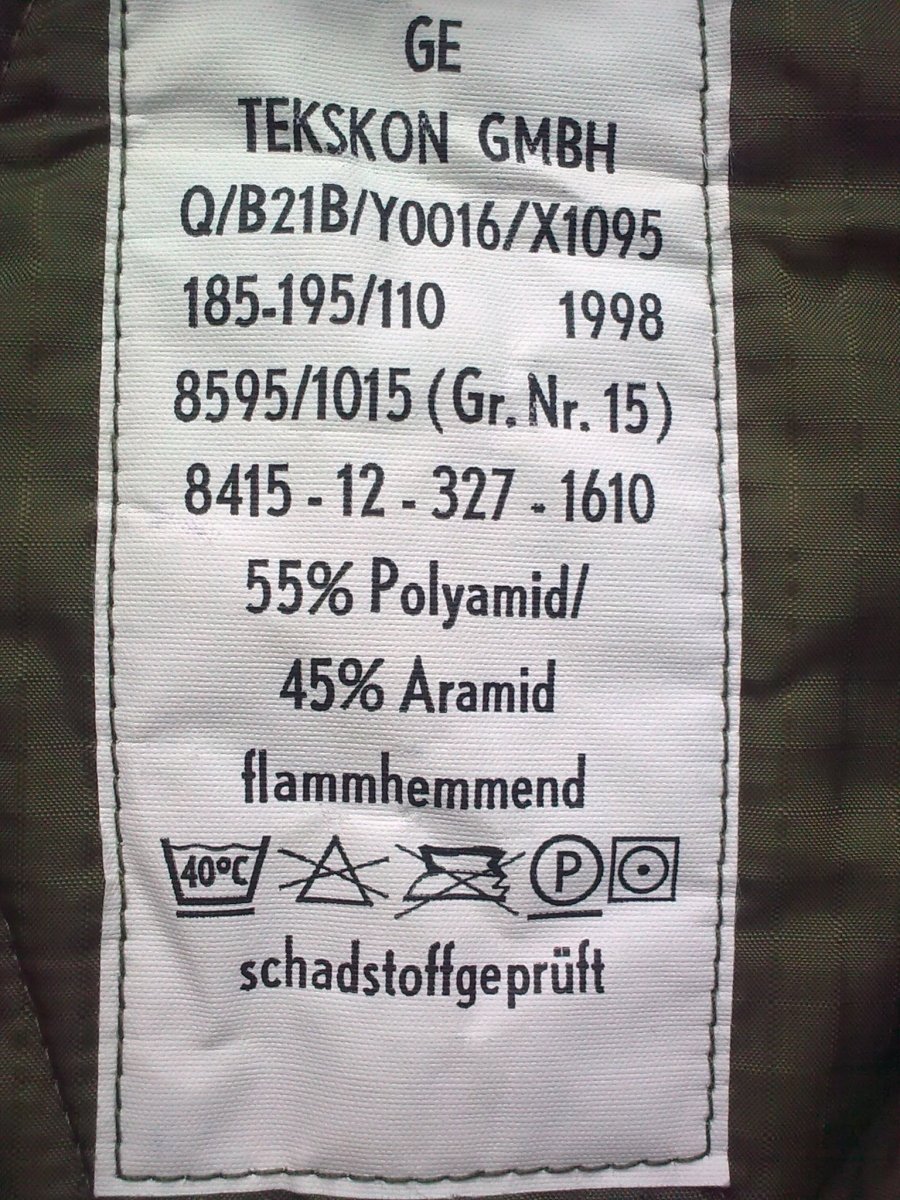 GE
TEKSKON GMBH
Q/B21B/Y0016/X1095
185-195/110 1998
8595/1015 (Gr. Nr. 15)
8415 - 12 - 327 - 1610
55% Polyamid/
45% Aramid
flammhemmend
40°C P
schadstoffgeprüft